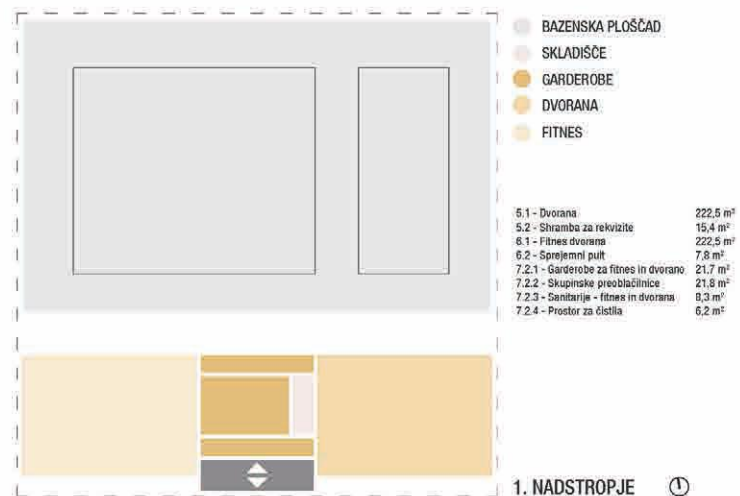 BAZENSKA PLOŠČAD
SKLADIŠČE
GARDEROBE
DVORANA
FITNES
5.1 - Dvorana 222,5 m²
5.2 - Shramba za rekvizite 15,4 m²
6.1 - Fitnes dvorana 222,5 m²
6.2 - Sprejemni pult 7,8 m²
7.2.1 - Garderobe za fitnes in dvorano 21,7 m²
7.2.2 - Skupinske preoblačilnice 21,8 m²
7.2.3 - Sanitarije - fitnes in dvorana 8,3 m²
7.2.4 - Prostor za čistila 6,2 m²
1. NADSTROPJE